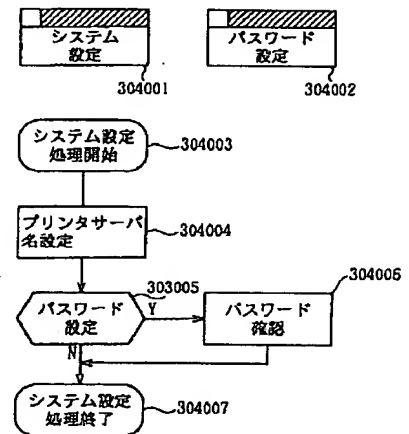 システム
設定
304001
パスワード
設定
304002
システム設定
処理開始
304003
プリンタサーバ
名設定
304004
パスワード
設定
303005
Y
N
パスワード
確認
304006
システム設定
処理終了
304007